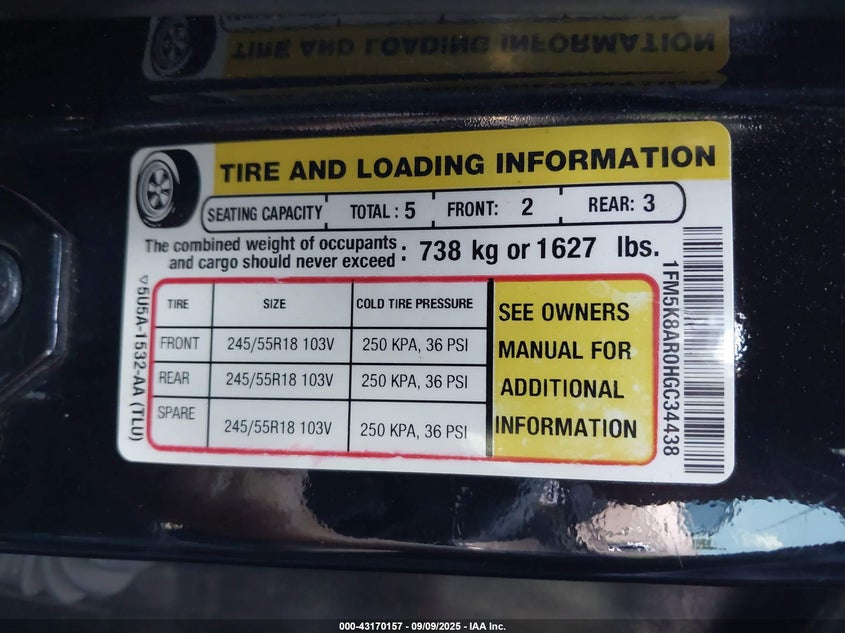 TIRE AND LOADING INFORMATION
TIRE AND LOADING INFORMATION
SEATING CAPACITY TOTAL : 5 FRONT: 2 REAR: 3
The combined weight of occupants and cargo should never exceed : 738 kg or 1627 lbs.
TIRE SIZE COLD TIRE PRESSURE
FRONT 245/55R18 103V 250 KPA, 36 PSI
REAR 245/55R18 103V 250 KPA, 36 PSI
SPARE 245/55R18 103V 250 KPA, 36 PSI
SEE OWNERS
MANUAL FOR
ADDITIONAL
INFORMATION
5U5A-1532-AA (TLU)
1FM5K8AR0HGC34438
000-43170157 - 09/09/2025 - IAA Inc.